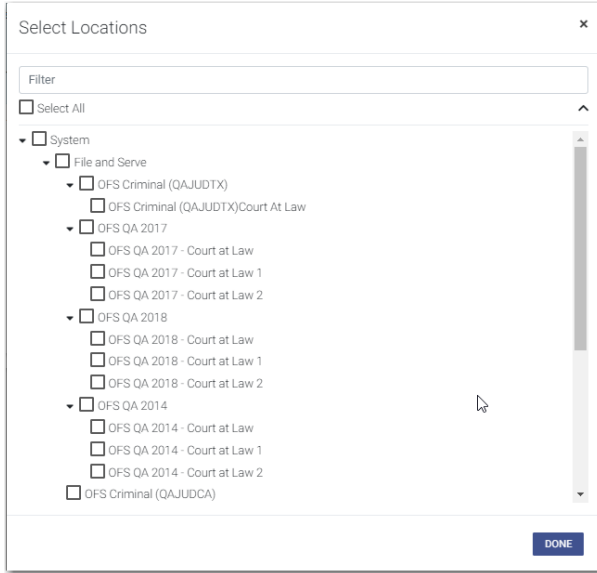 Select Locations
Filter
Select All
System
File and Serve
OFS Criminal (QAJUDTX)
OFS Criminal (QAJUDTX)Court At Law
OFS QA 2017
OFS QA 2017 - Court at Law
OFS QA 2017 - Court at Law 1
OFS QA 2017 - Court at Law 2
OFS QA 2018
OFS QA 2018 - Court at Law
OFS QA 2018 - Court at Law 1
OFS QA 2018 - Court at Law 2
OFS QA 2014
OFS QA 2014 - Court at Law
OFS QA 2014 - Court at Law 1
OFS QA 2014 - Court at Law 2
OFS Criminal (QAJUDCA)
DONE